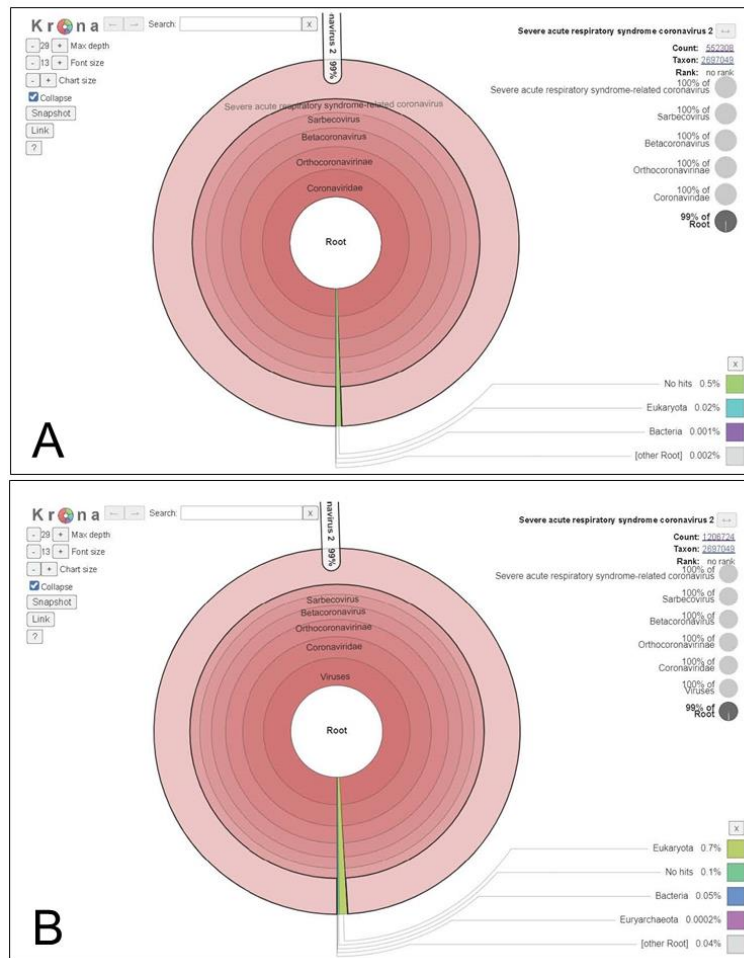 Krona ← → Search: x
- 29 + Max depth
- 13 + Font size
- + Chart size
Collapse
Snapshot
Link
?
navirus 2 99%
Severe acute respiratory syndrome-related coronavirus
Sarbecovirus
Betacoronavirus
Orthocoronavirinae
Coronaviridae
Root
Severe acute respiratory syndrome coronavirus 2 ↔
Count: 552308
Taxon: 2697049
Rank: no rank
100% of
Severe acute respiratory syndrome-related coronavirus
100% of
Sarbecovirus
100% of
Betacoronavirus
100% of
Orthocoronavirinae
100% of
Coronaviridae
99% of
Root
x
No hits 0.5%
Eukaryota 0.02%
Bacteria 0.001%
[other Root] 0.002%
A
Krona ← → Search: x
- 29 + Max depth
- 13 + Font size
- + Chart size
Collapse
Snapshot
Link
?
navirus 2 99%
Sarbecovirus
Betacoronavirus
Orthocoronavirinae
Coronaviridae
Viruses
Root
Severe acute respiratory syndrome coronavirus 2 ↔
Count: 1206724
Taxon: 2697049
Rank: no rank
100% of
Severe acute respiratory syndrome-related coronavirus
100% of
Sarbecovirus
100% of
Betacoronavirus
100% of
Orthocoronavirinae
100% of
Coronaviridae
100% of
Viruses
99% of
Root
x
Eukaryota 0.7%
No hits 0.1%
Bacteria 0.05%
Euryarchaeota 0.0002%
[other Root] 0.04%
B